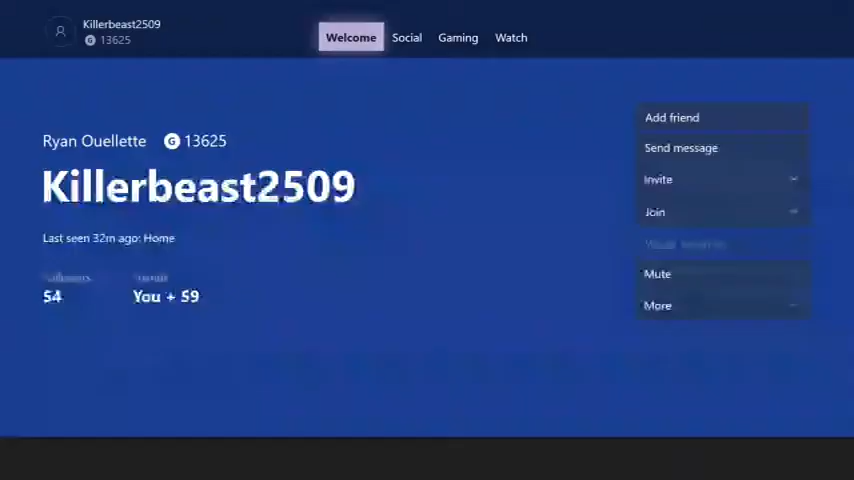 Killerbeast2509
G 13625
Welcome Social Gaming Watch
Ryan Ouellette G 13625
Killerbeast2509
Last seen 32m ago: Home
Followers
54 You + 59
Add friend
Send message
Invite
Join
Mute
More